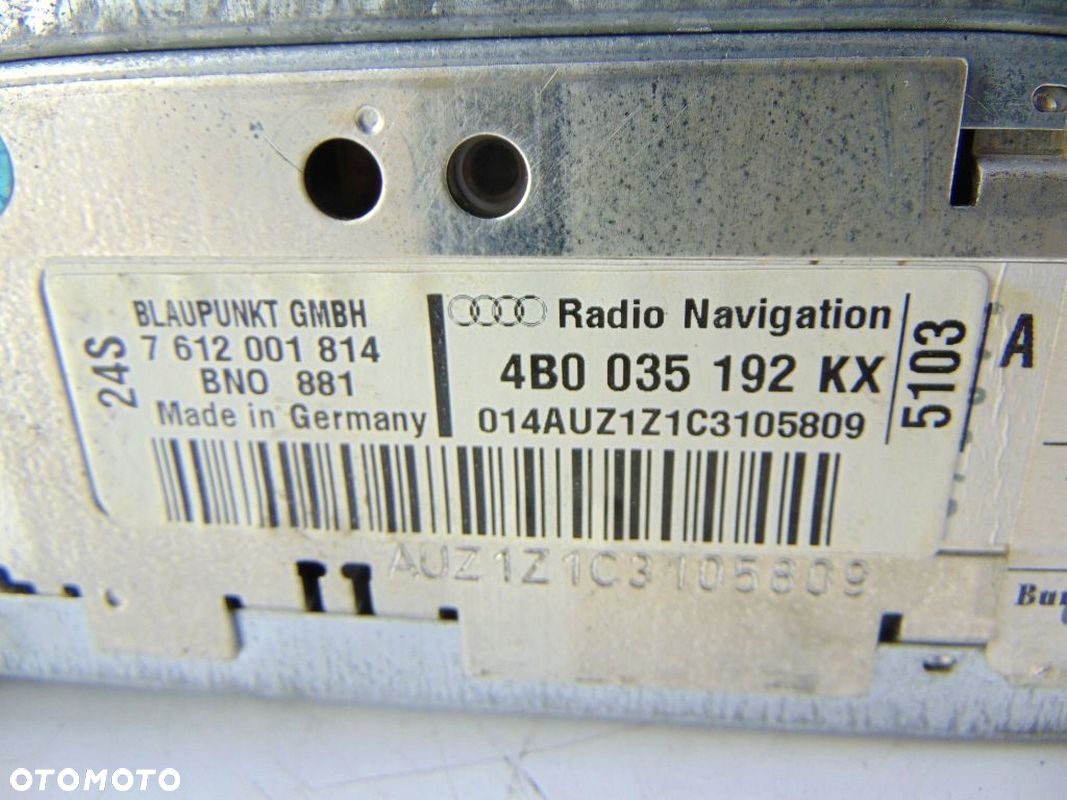 24S
BLAUPUNKT GMBH
7 612 001 814
BNO 881
Made in Germany
Radio Navigation
4B0 035 192 KX
014AUZ1Z1C3105809
5103
A
AUZ1Z1C3105809
OTOMOTO